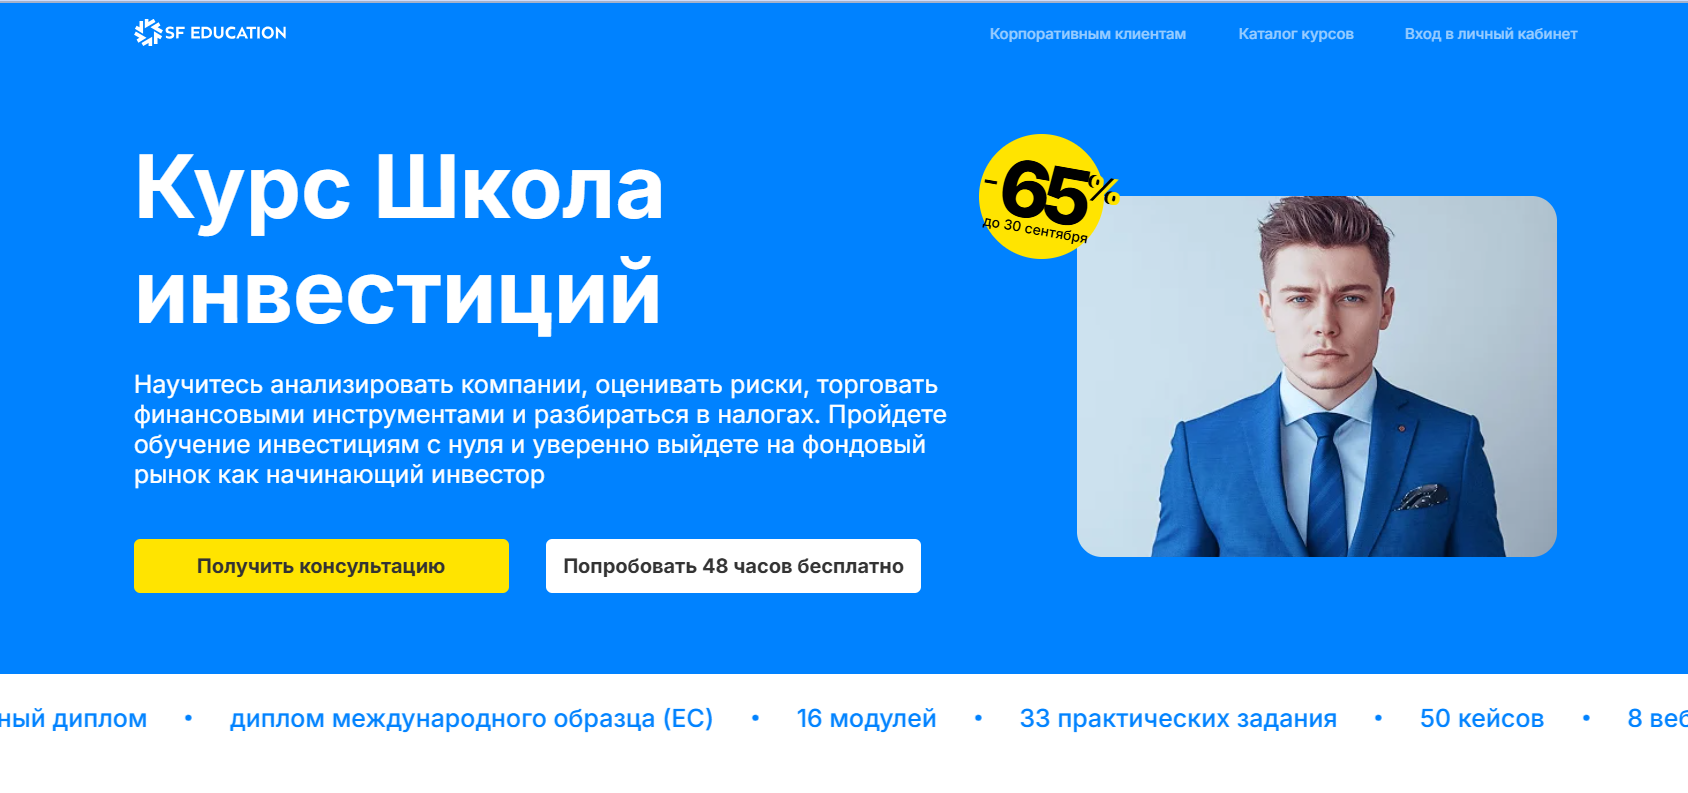 SF EDUCATION
Корпоративным клиентам
Каталог курсов
Вход в личный кабинет
Курс Школа
инвестиций
-65%
до 30 сентября
Научитесь анализировать компании, оценивать риски, торговать
финансовыми инструментами и разбираться в налогах. Пройдете
обучение инвестициям с нуля и уверенно выйдете на фондовый
рынок как начинающий инвестор
Получить консультацию
Попробовать 48 часов бесплатно
ный диплом • диплом международного образца (ЕС) • 16 модулей • 33 практических задания • 50 кейсов • 8 веб